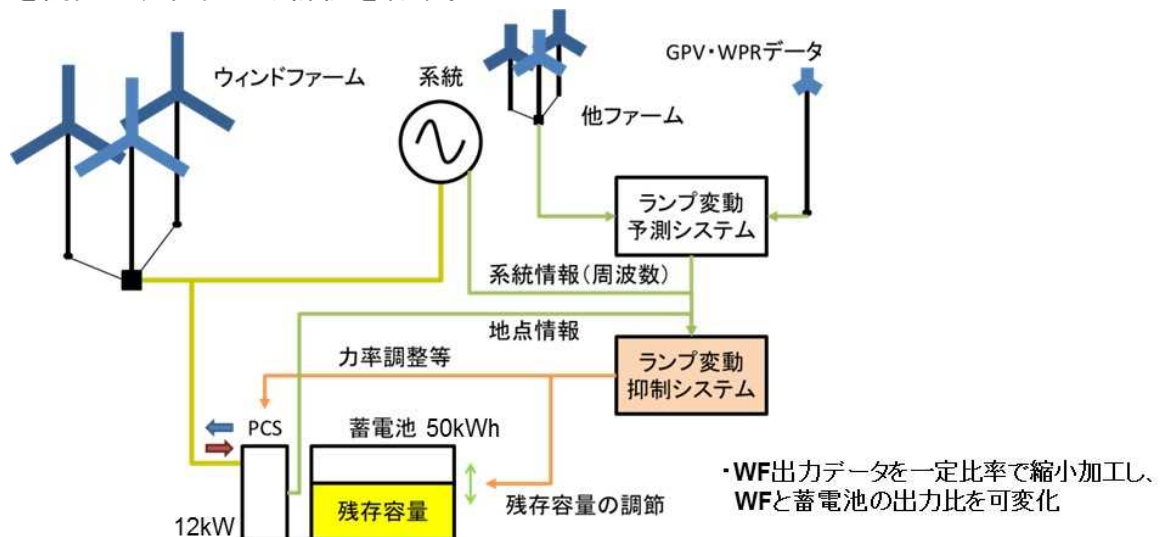 GPV・WPRデータ
ウィンドファーム
系統
他ファーム
ランプ変動
予測システム
系統情報(周波数)
地点情報
力率調整等
ランプ変動
抑制システム
PCS
蓄電池 50kWh
残存容量
残存容量の調節
12kW
・WF出力データを一定比率で縮小加工し、
WFと蓄電池の出力比を可変化